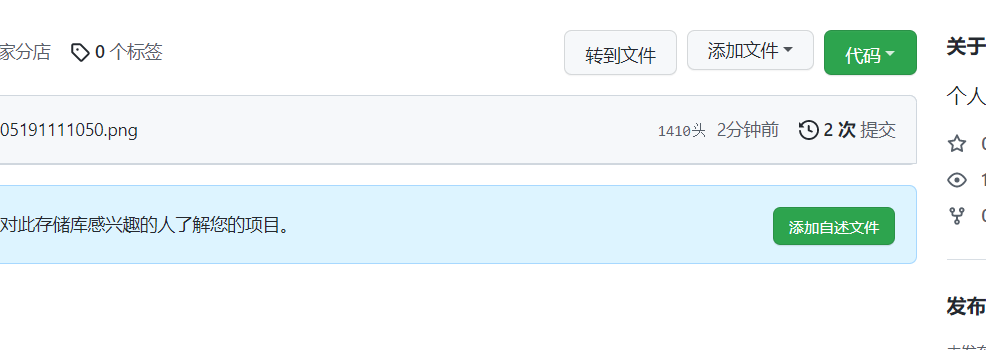 家分店 0 个标签 转到文件 添加文件 代码
关于
个人
05191111050.png 1410头 2分钟前 2 次 提交
1
对此存储库感兴趣的人了解您的项目。 添加自述文件
发布